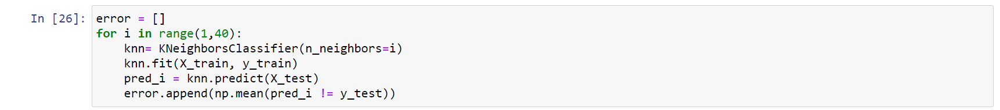 In [26]: error = []
for i in range(1,40):
    knn= KNeighborsClassifier(n_neighbors=i)
    knn.fit(X_train, y_train)
    pred_i = knn.predict(X_test)
    error.append(np.mean(pred_i != y_test))